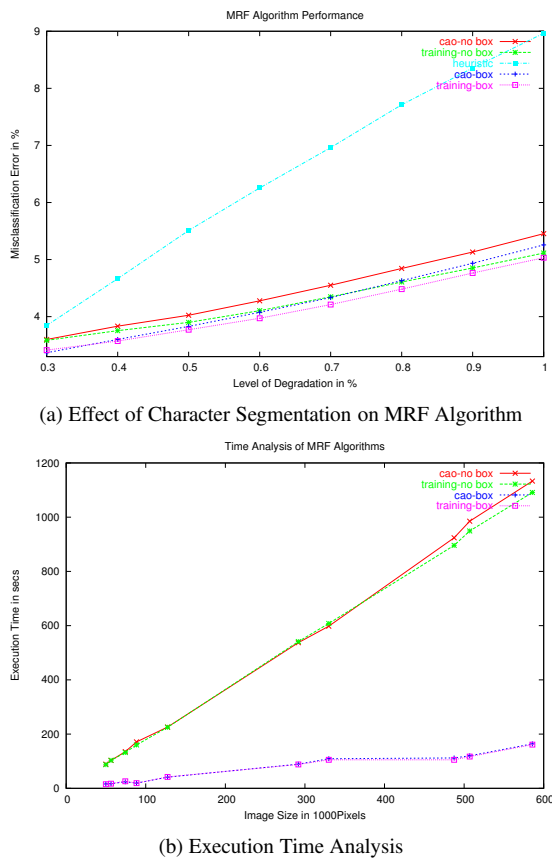 MRF Algorithm Performance
9
8
7
6
5
4
Misclassification Error in %
cao-no box
training-no box
heuristic
cao-box
training-box
0.3 0.4 0.5 0.6 0.7 0.8 0.9 1
Level of Degradation in %
(a) Effect of Character Segmentation on MRF Algorithm
Time Analysis of MRF Algorithms
1200
1000
800
600
400
200
0
Execution Time in secs
cao-no box
training-no box
cao-box
training-box
0 100 200 300 400 500 600
Image Size in 1000Pixels
(b) Execution Time Analysis